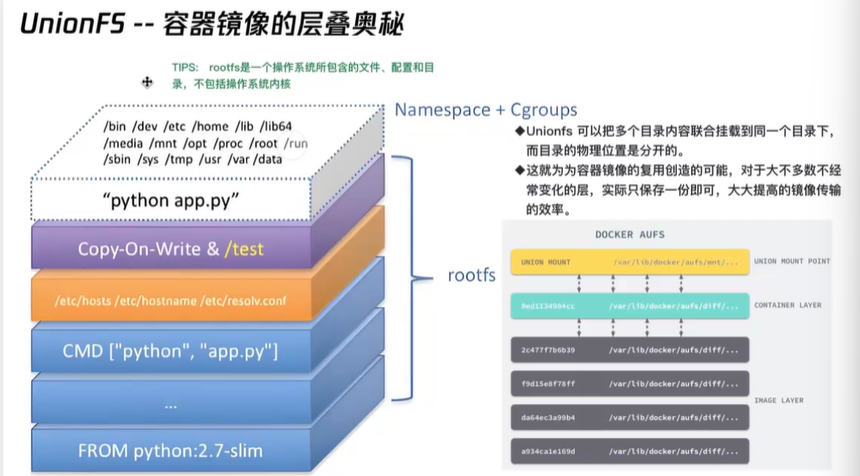 UnionFS -- 容器镜像的层叠奥秘
TIPS: rootfs是一个操作系统所包含的文件、配置和目
录，不包括操作系统内核
Namespace + Cgroups
/bin /dev /etc /home /lib /lib64
/media /mnt /opt /proc /root /run
/sbin /sys /tmp /usr /var /data
“python app.py”
Copy-On-Write & /test
/etc/hosts /etc/hostname /etc/resolv.conf
CMD ["python", "app.py"]
...
FROM python:2.7-slim
rootfs
◆Unionfs 可以把多个目录内容联合挂载到同一个目录下，
而目录的物理位置是分开的。
◆这就为为容器镜像的复用创造的可能，对于大不多数不经
常变化的层，实际只保存一份即可，大大提高的镜像传输
的效率。
DOCKER AUFS
UNION MOUNT /var/lib/docker/aufs/mnt/... UNION MOUNT POINT
/var/lib/docker/aufs/diff/... CONTAINER LAYER
2c477f7b6b39 /var/lib/docker/aufs/diff/...
f9d15e8f78ff /var/lib/docker/aufs/diff/...
IMAGE LAYER
da64ec3a99b4 /var/lib/docker/aufs/diff/...
a934ca1e169d /var/lib/docker/aufs/diff/...